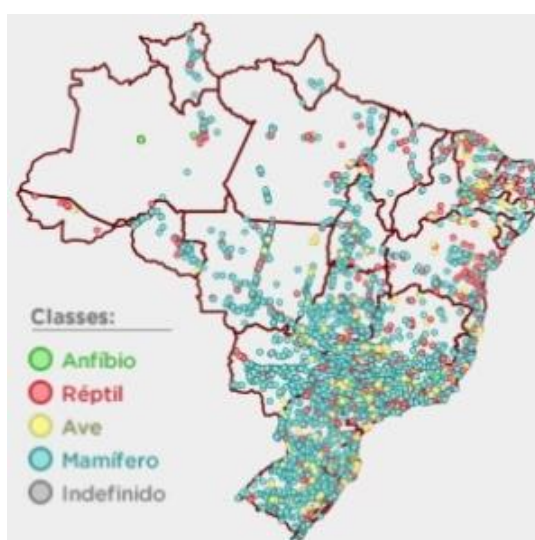 Classes:
Anfíbio
Réptil
Ave
Mamífero
Indefinido